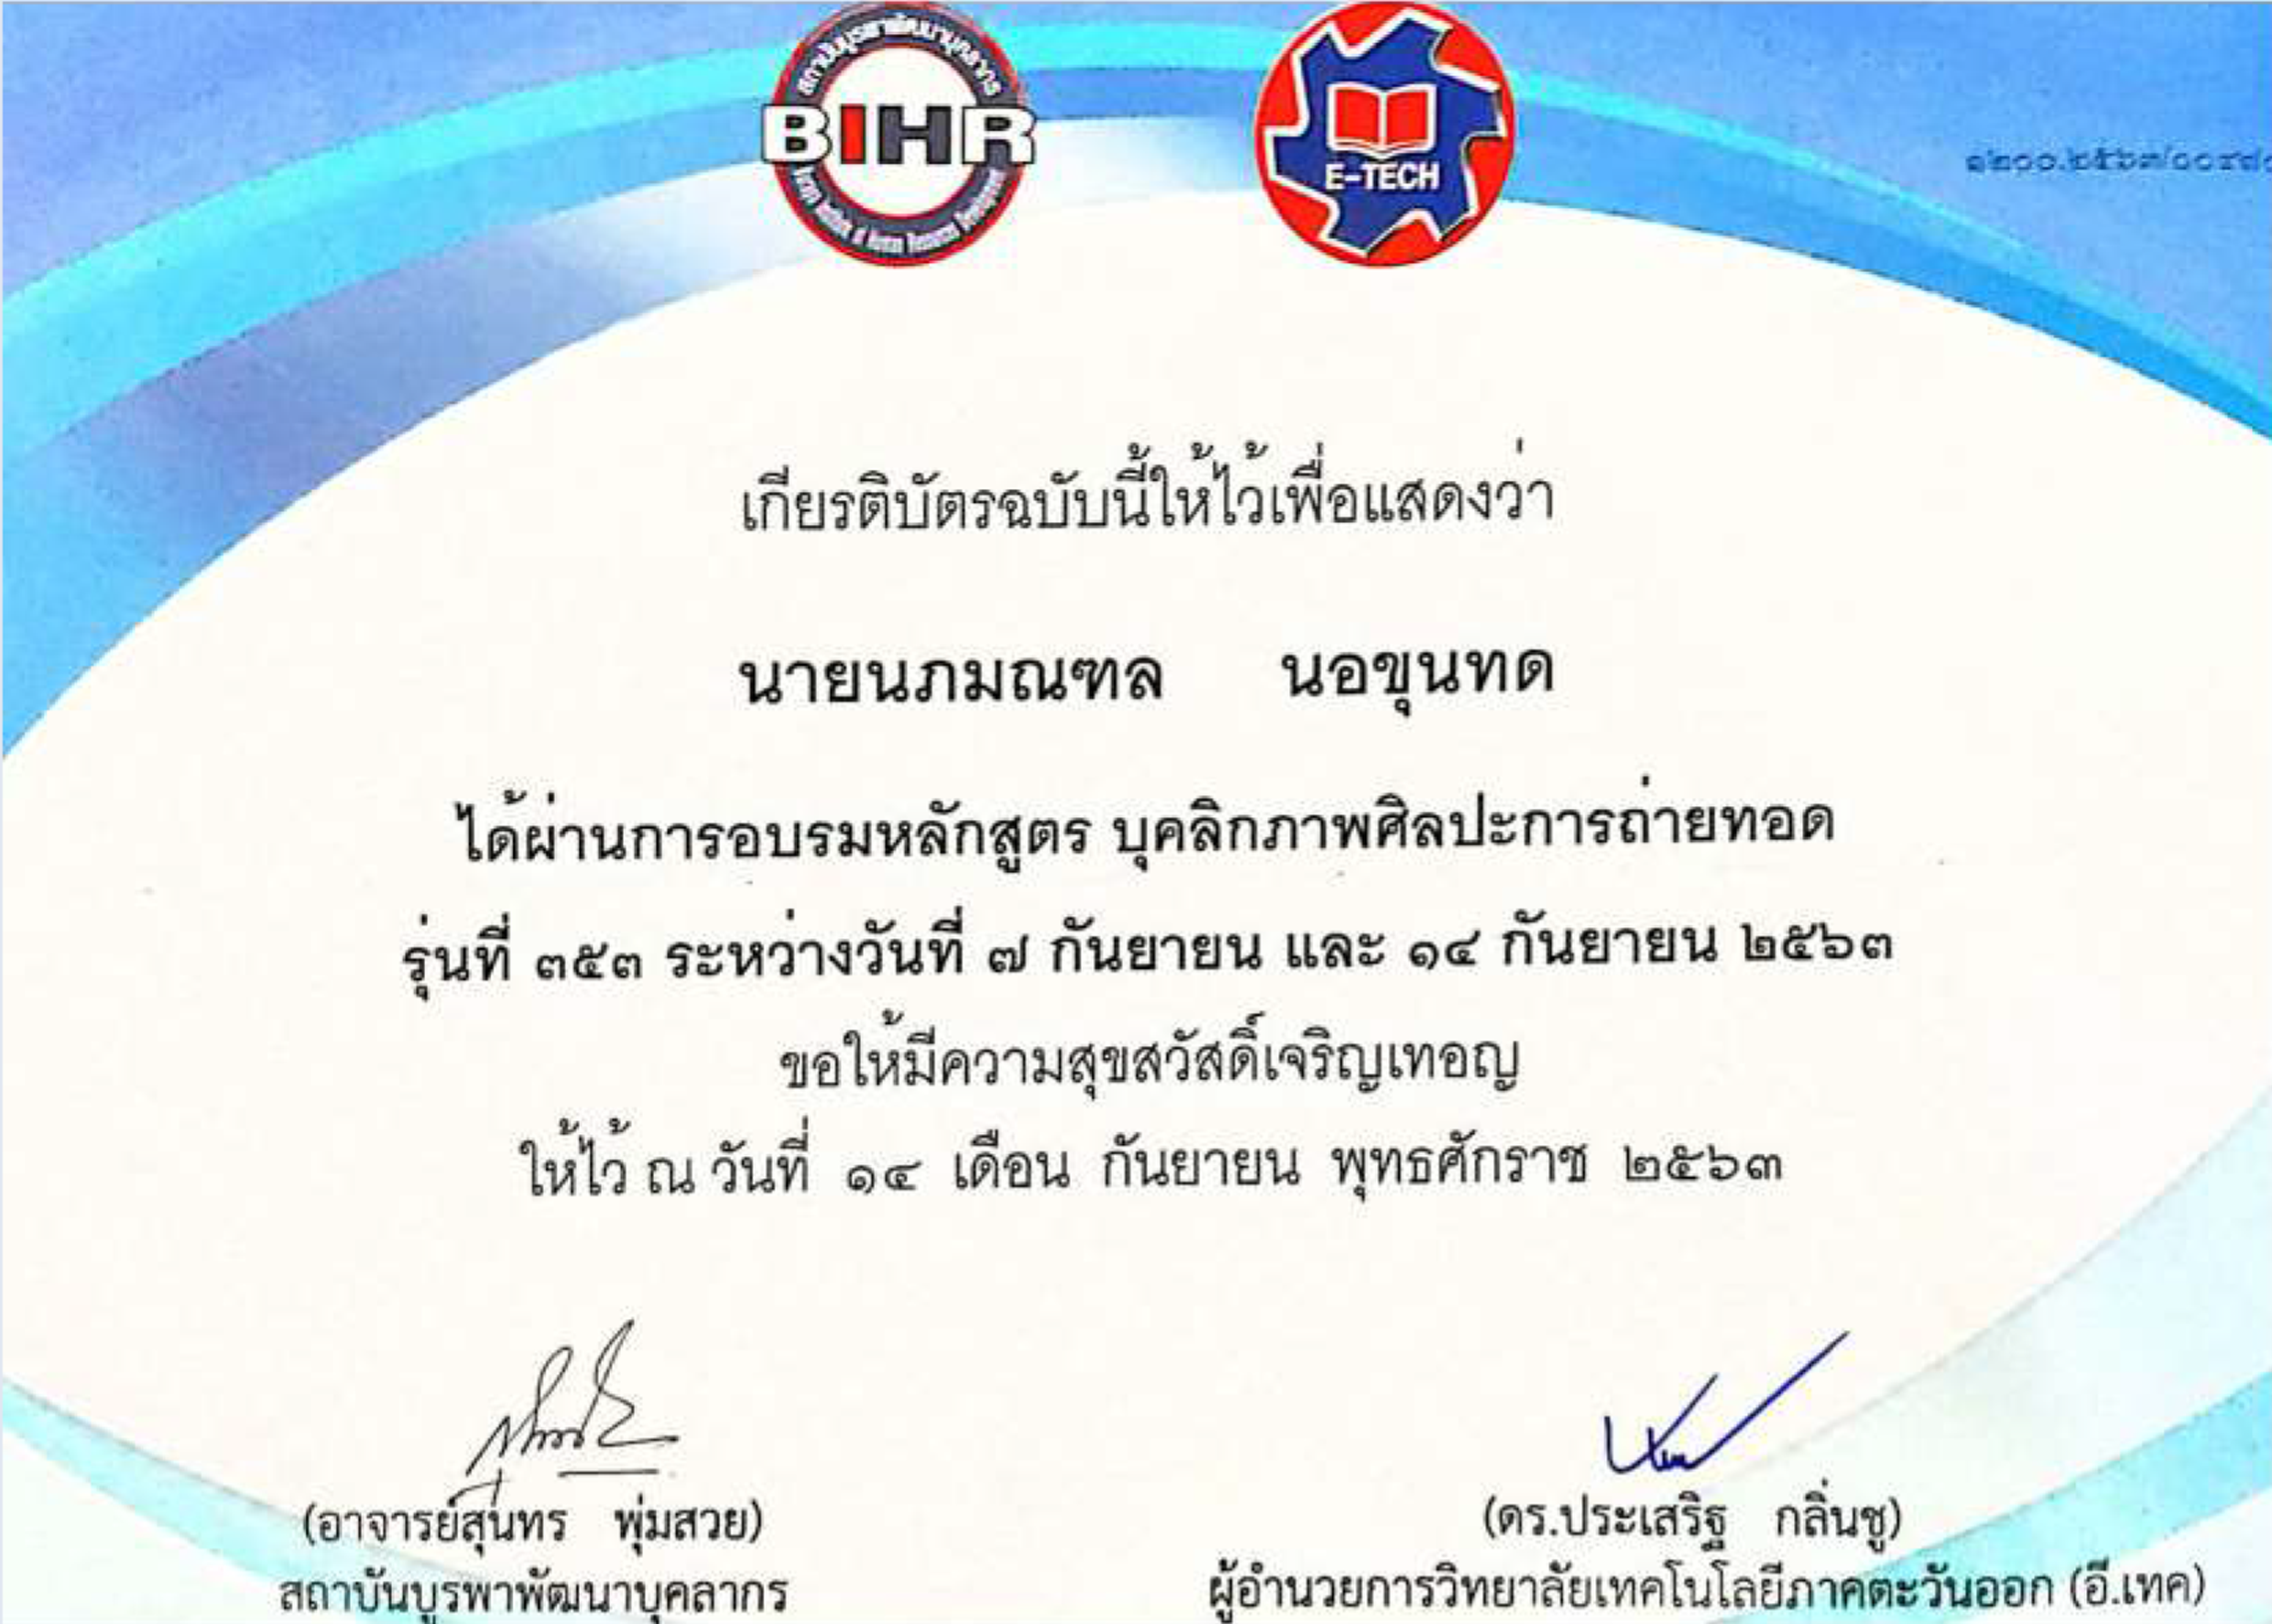 สถาบันบูรพาพัฒนาบุคลากร
BIHR
Burapha Institute of Human Resources Development
E-TECH
เกียรติบัตรฉบับนี้ให้ไว้เพื่อแสดงว่า
นายนภมณฑล นอขุนทด
ได้ผ่านการอบรมหลักสูตร บุคลิกภาพศิลปะการถ่ายทอด
รุ่นที่ ๓๕๓ ระหว่างวันที่ ๗ กันยายน และ ๑๔ กันยายน ๒๕๖๓
ขอให้มีความสุขสวัสดิ์เจริญเทอญ
ให้ไว้ ณ วันที่ ๑๔ เดือน กันยายน พุทธศักราช ๒๕๖๓
(อาจารย์สุนทร พุ่มสวย)
(ดร.ประเสริฐ กลิ่นชู)
สถาบันบูรพาพัฒนาบุคลากร
ผู้อำนวยการวิทยาลัยเทคโนโลยีภาคตะวันออก (อี.เทค)